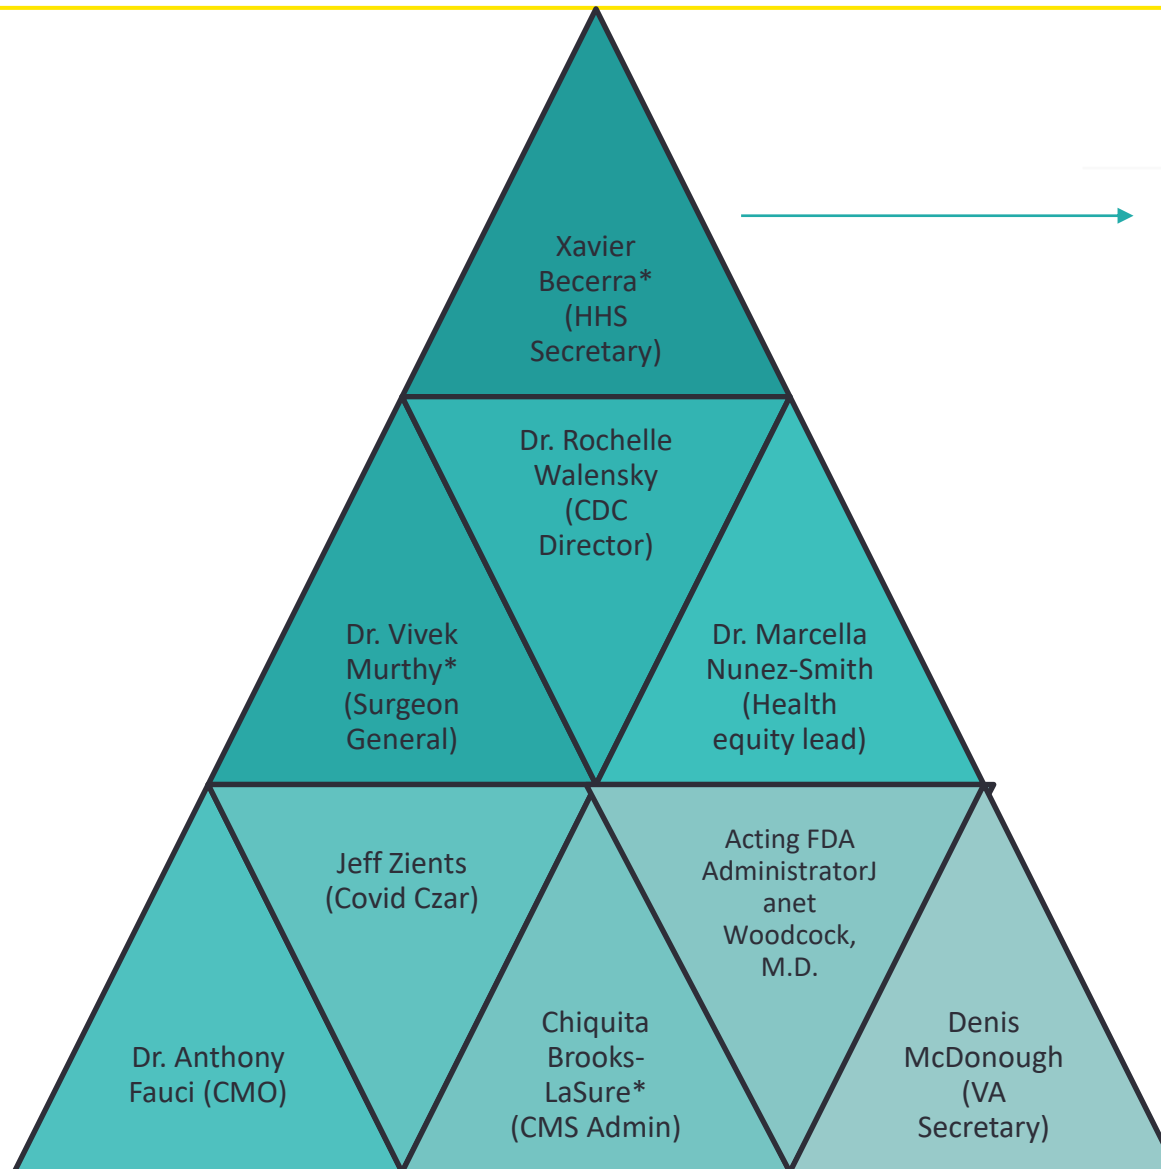 Xavier
Becerra*
(HHS
Secretary)
Dr. Rochelle
Walensky
(CDC
Director)
Dr. Vivek
Murthy*
(Surgeon
General)
Dr. Marcella
Nunez-Smith
(Health
equity lead)
Jeff Zients
(Covid Czar)
Acting FDA
AdministratorJ
anet
Woodcock,
M.D.
Dr. Anthony
Fauci (CMO)
Chiquita
Brooks-
LaSure*
(CMS Admin)
Denis
McDonough
(VA
Secretary)